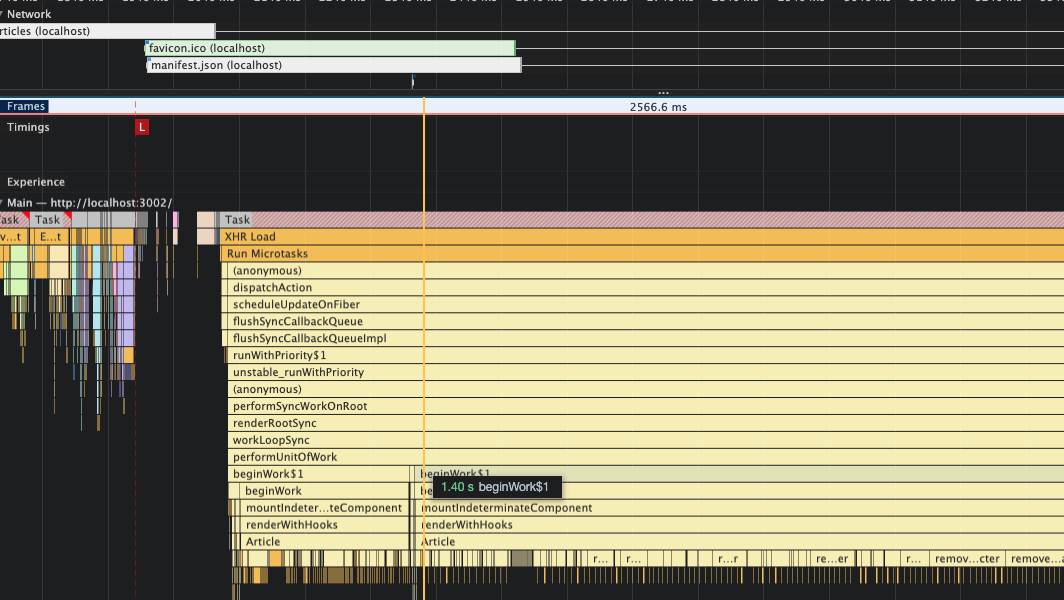 Network
rticles (localhost)
favicon.ico (localhost)
manifest.json (localhost)
...
Frames
2566.6 ms
Timings
L
Experience
Main — http://localhost:3002/
Task Task Task
v...t E...t XHR Load
Run Microtasks
(anonymous)
dispatchAction
scheduleUpdateOnFiber
flushSyncCallbackQueue
flushSyncCallbackQueueImpl
runWithPriority$1
unstable_runWithPriority
(anonymous)
performSyncWorkOnRoot
renderRootSync
workLoopSync
performUnitOfWork
beginWork$1 beginWork$1
beginWork be
1.40 s beginWork$1
mountIndeter...teComponent mountIndeterminateComponent
renderWithHooks renderWithHooks
Article Article
r... r... r...r re...er r... remov...cter remove...a